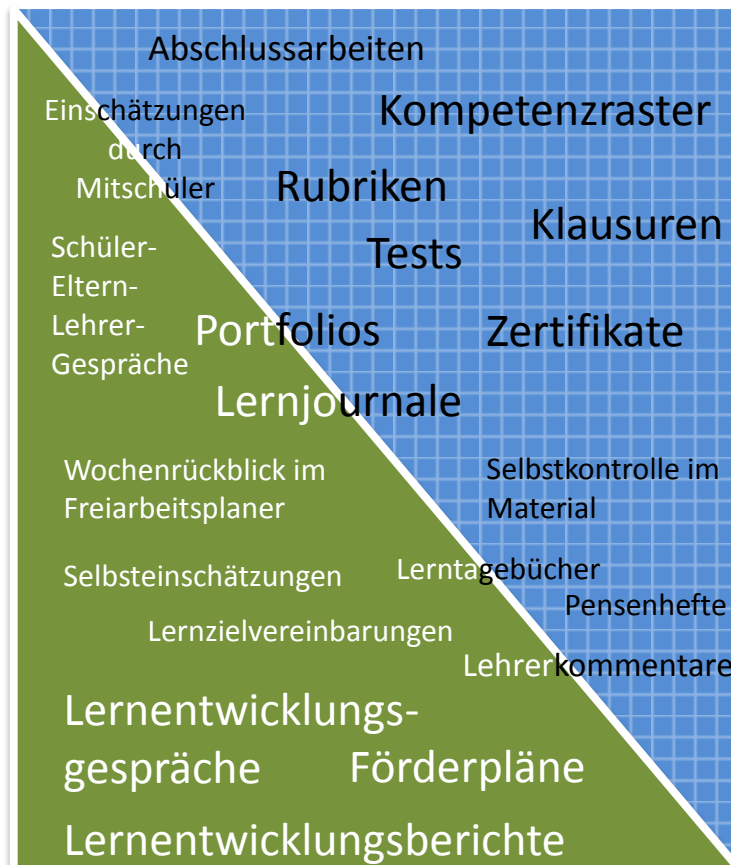 Abschlussarbeiten
Einschätzungen
durch
Mitschüler
Kompetenzraster
Rubriken
Klausuren
Tests
Schüler-
Eltern-
Lehrer-
Gespräche
Portfolios
Zertifikate
Lernjournale
Wochenrückblick im
Freiarbeitsplaner
Selbstkontrolle im
Material
Selbsteinschätzungen
Lerntagebücher
Pensenhefte
Lernzielvereinbarungen
Lehrerkommentare
Lernentwicklungs-
gespräche
Förderpläne
Lernentwicklungsberichte